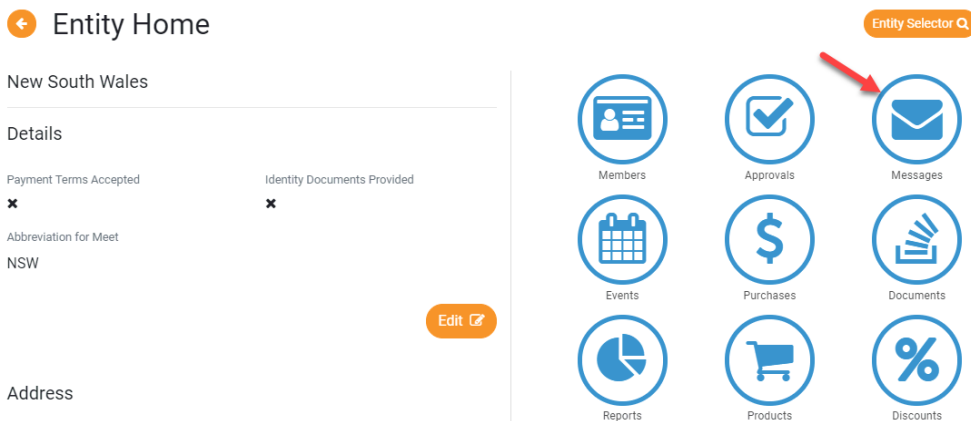 Entity Home
Entity Selector
New South Wales
Details
Payment Terms Accepted
Identity Documents Provided
Abbreviation for Meet
NSW
Edit
Address
Members
Approvals
Messages
Events
Purchases
Documents
Reports
Products
Discounts